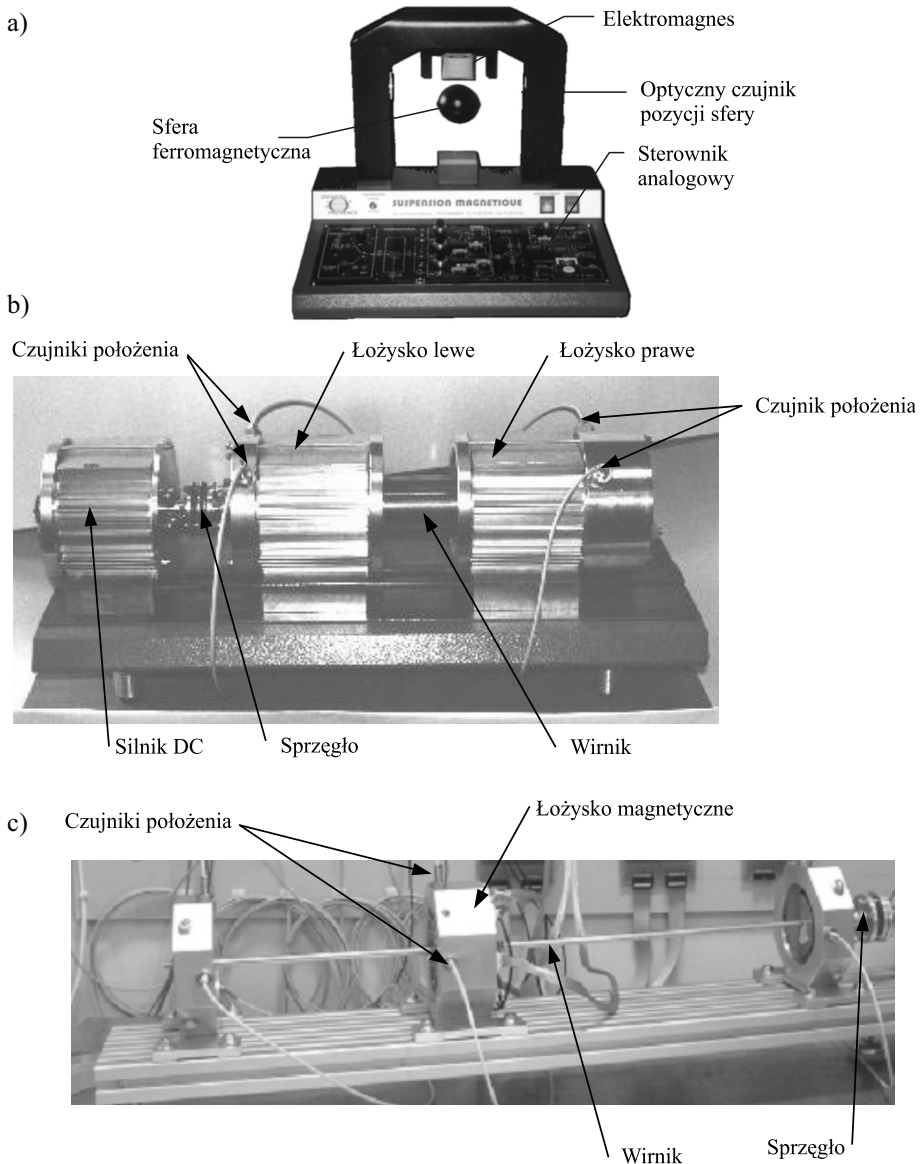 a)
Elektromagnes
Optyczny czujnik
pozycji sfery
Sfera
ferromagnetyczna
Sterownik
analogowy
SUSPENSION MAGNETIQUE
b)
Czujniki położenia
Łożysko lewe
Łożysko prawe
Czujnik położenia
Silnik DC
Sprzęgło
Wirnik
c)
Czujniki położenia
Łożysko magnetyczne
Wirnik
Sprzęgło